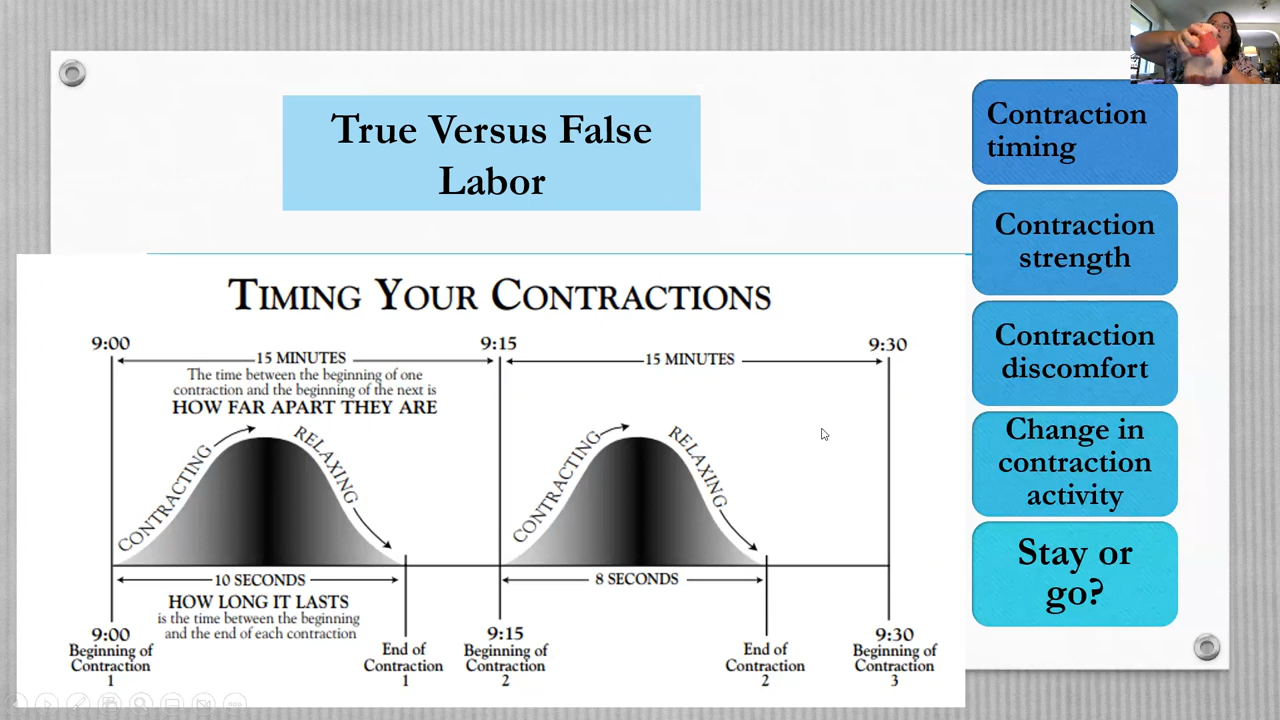 True Versus False
Labor
TIMING YOUR CONTRACTIONS
9:00
9:15
9:30
15 MINUTES
15 MINUTES
The time between the beginning of one
contraction and the beginning of the next is
HOW FAR APART THEY ARE
CONTRACTING
RELAXING
CONTRACTING
RELAXING
10 SECONDS
8 SECONDS
HOW LONG IT LASTS
is the time between the beginning
and the end of each contraction
9:00
Beginning of
Contraction
1
End of
Contraction
1
9:15
Beginning of
Contraction
2
End of
Contraction
2
9:30
Beginning of
Contraction
3
Contraction
timing
Contraction
strength
Contraction
discomfort
Change in
contraction
activity
Stay or
go?